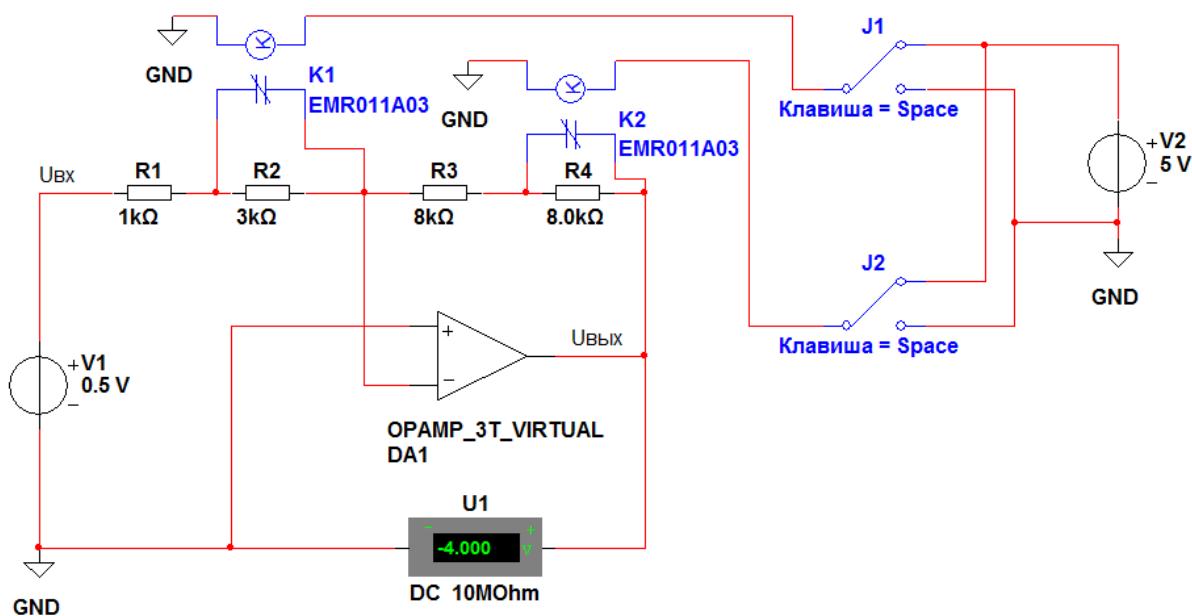 K
J1
GND
K1
EMR011A03
K
GND
K2
EMR011A03
Клавиша = Space
+
V2
5 V
−
Uвх
R1
R2
R3
R4
1kΩ
3kΩ
8kΩ
8.0kΩ
J2
GND
+
−
Uвых
Клавиша = Space
+
V1
0.5 V
−
OPAMP_3T_VIRTUAL
DA1
U1
− +
-4.000 V
DC 10MOhm
GND